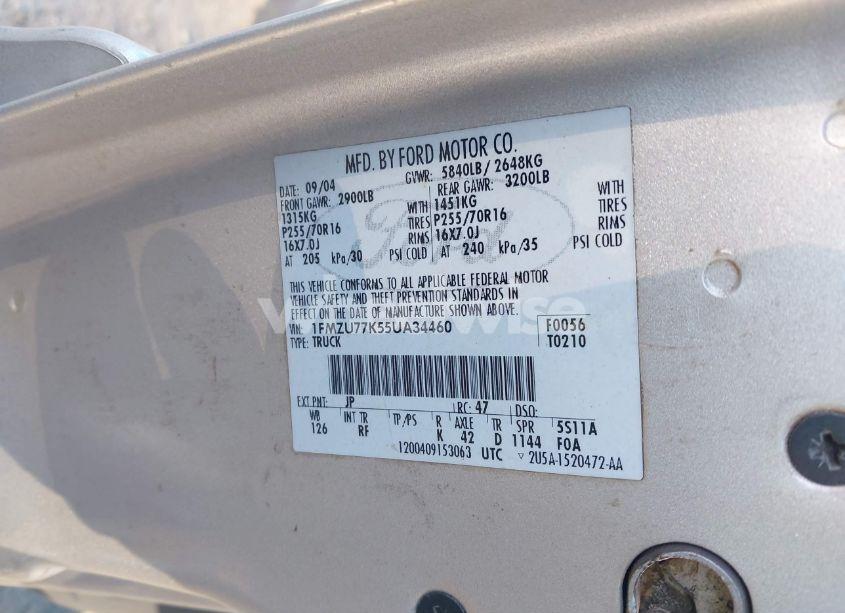 MFD. BY FORD MOTOR CO.
DATE: 09/04 GVWR: 5840LB/ 2648KG
FRONT GAWR: 2900LB REAR GAWR: 3200LB
1315KG WITH 1451KG WITH
P255/70R16 TIRES P255/70R16 TIRES
16X7.0J RIMS 16X7.0J RIMS
AT 205 kPa/30 PSI COLD AT 240 kPa/35 PSI COLD
Ford
THIS VEHICLE CONFORMS TO ALL APPLICABLE FEDERAL MOTOR
VEHICLE SAFETY AND THEFT PREVENTION STANDARDS IN
EFFECT ON THE DATE OF MANUFACTURE SHOWN ABOVE.
VIN: 1FMZU77K55UA34460 F0056
TYPE: TRUCK T0210
EXT PNT: JP RC: 47 DSO:
WB INT TR TP/PS R AXLE TR SPR 5S11A
126 RF K 42 D 1144 F0A
1200409153063 UTC ▽ 2U5A-1520472-AA